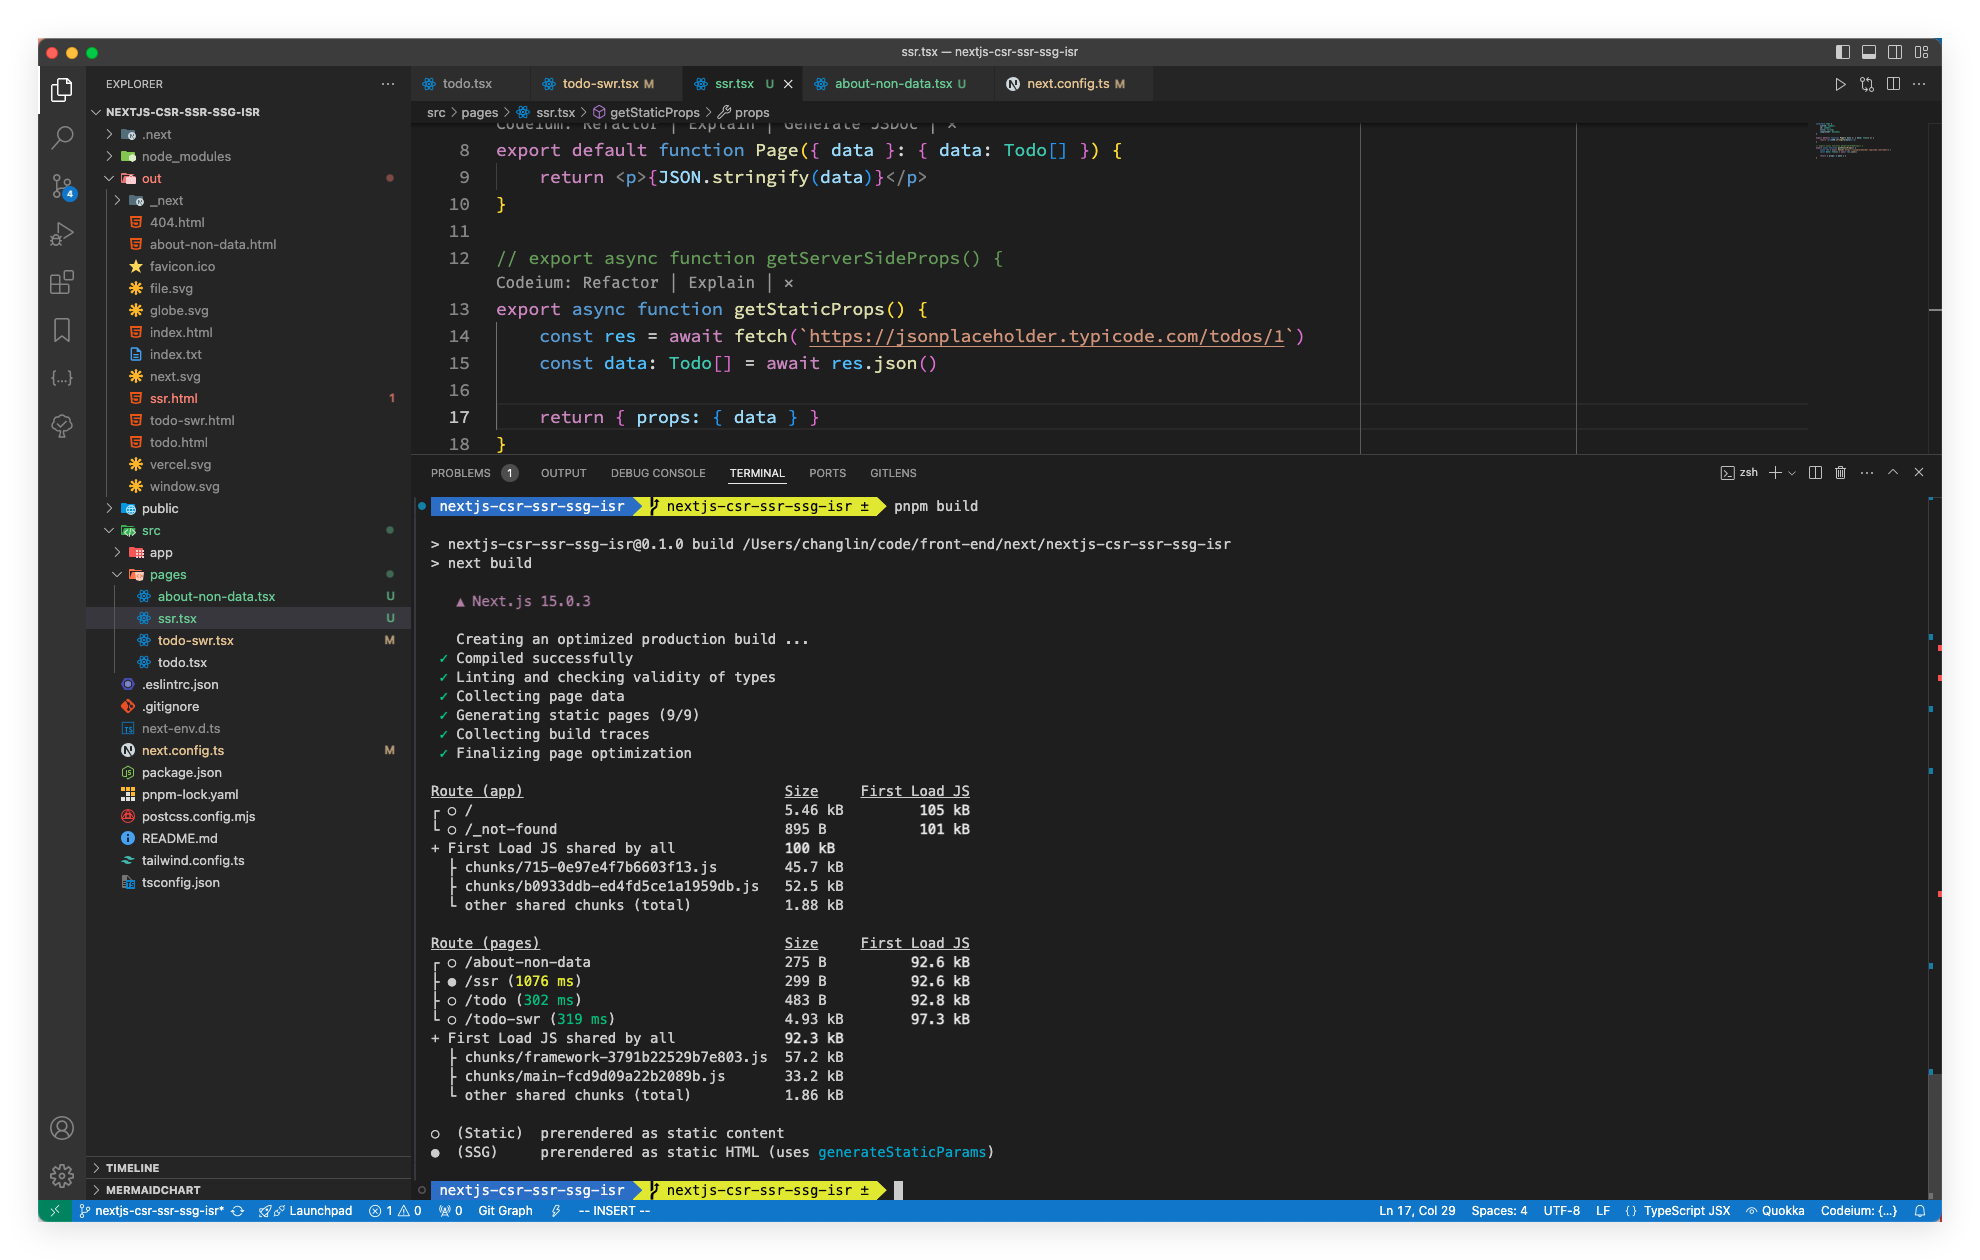 ssr.tsx — nextjs-csr-ssr-ssg-isr
EXPLORER
NEXTJS-CSR-SSR-SSG-ISR
.next
node_modules
out
_next
404.html
about-non-data.html
favicon.ico
file.svg
globe.svg
index.html
index.txt
next.svg
ssr.html 1
todo-swr.html
todo.html
vercel.svg
window.svg
public
src
app
pages
about-non-data.tsx U
ssr.tsx U
todo-swr.tsx M
todo.tsx
.eslintrc.json
.gitignore
next-env.d.ts
next.config.ts M
package.json
pnpm-lock.yaml
postcss.config.mjs
README.md
tailwind.config.ts
tsconfig.json
TIMELINE
MERMAIDCHART
4
todo.tsx todo-swr.tsx M ssr.tsx U about-non-data.tsx U next.config.ts M
src > pages > ssr.tsx > getStaticProps > props
Codeium: Refactor | Explain | Generate JSDoc | ×
8 export default function Page({ data }: { data: Todo[] }) {
9 return <p>{JSON.stringify(data)}</p>
10 }
11
12 // export async function getServerSideProps() {
Codeium: Refactor | Explain | ×
13 export async function getStaticProps() {
14 const res = await fetch(`https://jsonplaceholder.typicode.com/todos/1`)
15 const data: Todo[] = await res.json()
16
17 return { props: { data } }
18 }
PROBLEMS 1 OUTPUT DEBUG CONSOLE TERMINAL PORTS GITLENS zsh
nextjs-csr-ssr-ssg-isr nextjs-csr-ssr-ssg-isr ± pnpm build
> nextjs-csr-ssr-ssg-isr@0.1.0 build /Users/changlin/code/front-end/next/nextjs-csr-ssr-ssg-isr
> next build
▲ Next.js 15.0.3
Creating an optimized production build ...
✓ Compiled successfully
✓ Linting and checking validity of types
✓ Collecting page data
✓ Generating static pages (9/9)
✓ Collecting build traces
✓ Finalizing page optimization
Route (app) Size First Load JS
┌ ○ / 5.46 kB 105 kB
└ ○ /_not-found 895 B 101 kB
+ First Load JS shared by all 100 kB
├ chunks/715-0e97e4f7b6603f13.js 45.7 kB
├ chunks/b0933ddb-ed4fd5ce1a1959db.js 52.5 kB
└ other shared chunks (total) 1.88 kB
Route (pages) Size First Load JS
┌ ○ /about-non-data 275 B 92.6 kB
├ ● /ssr (1076 ms) 299 B 92.6 kB
├ ○ /todo (302 ms) 483 B 92.8 kB
└ ○ /todo-swr (319 ms) 4.93 kB 97.3 kB
+ First Load JS shared by all 92.3 kB
├ chunks/framework-3791b22529b7e803.js 57.2 kB
├ chunks/main-fcd9d09a22b2089b.js 33.2 kB
└ other shared chunks (total) 1.86 kB
○ (Static) prerendered as static content
● (SSG) prerendered as static HTML (uses generateStaticParams)
nextjs-csr-ssr-ssg-isr nextjs-csr-ssr-ssg-isr ±
nextjs-csr-ssr-ssg-isr* Launchpad 1 0 0 Git Graph -- INSERT -- Ln 17, Col 29 Spaces: 4 UTF-8 LF {} TypeScript JSX Quokka Codeium: {...}